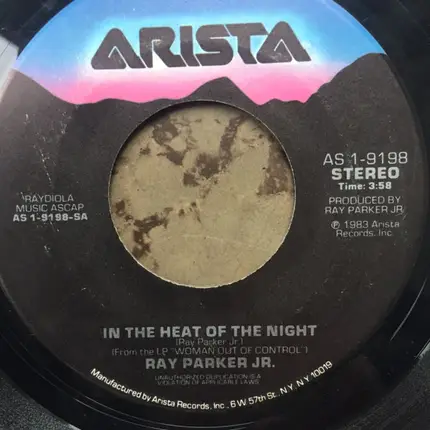 ARISTA
AS 1-9198
STEREO
Time: 3:58
PRODUCED BY
RAY PARKER JR.
℗ 1983 Arista
Records, Inc.
RAYDIOLA
MUSIC ASCAP
AS 1-9198-SA
IN THE HEAT OF THE NIGHT
(Ray Parker Jr.)
(From the LP "WOMAN OUT OF CONTROL")
RAY PARKER JR.
UNAUTHORIZED DUPLICATION IS A
VIOLATION OF APPLICABLE LAWS
Manufactured by Arista Records, Inc., 6 W. 57th St., N.Y., N.Y. 10019